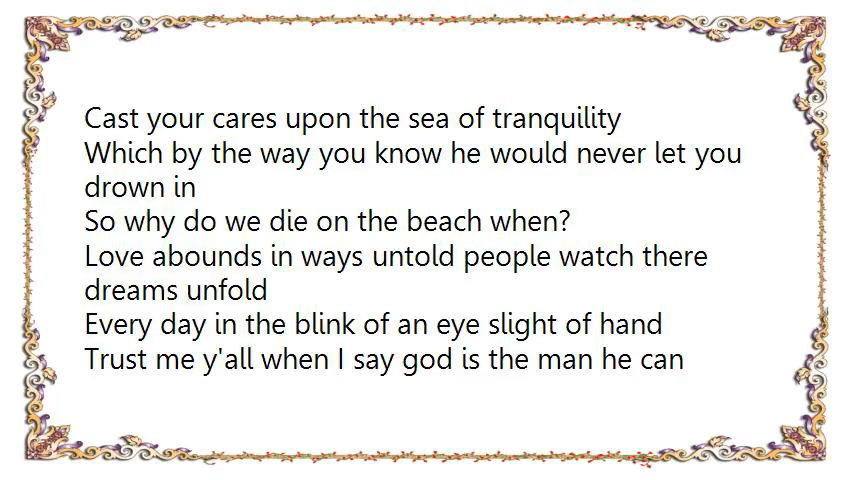 Cast your cares upon the sea of tranquility
Which by the way you know he would never let you
drown in
So why do we die on the beach when?
Love abounds in ways untold people watch there
dreams unfold
Every day in the blink of an eye slight of hand
Trust me y'all when I say god is the man he can